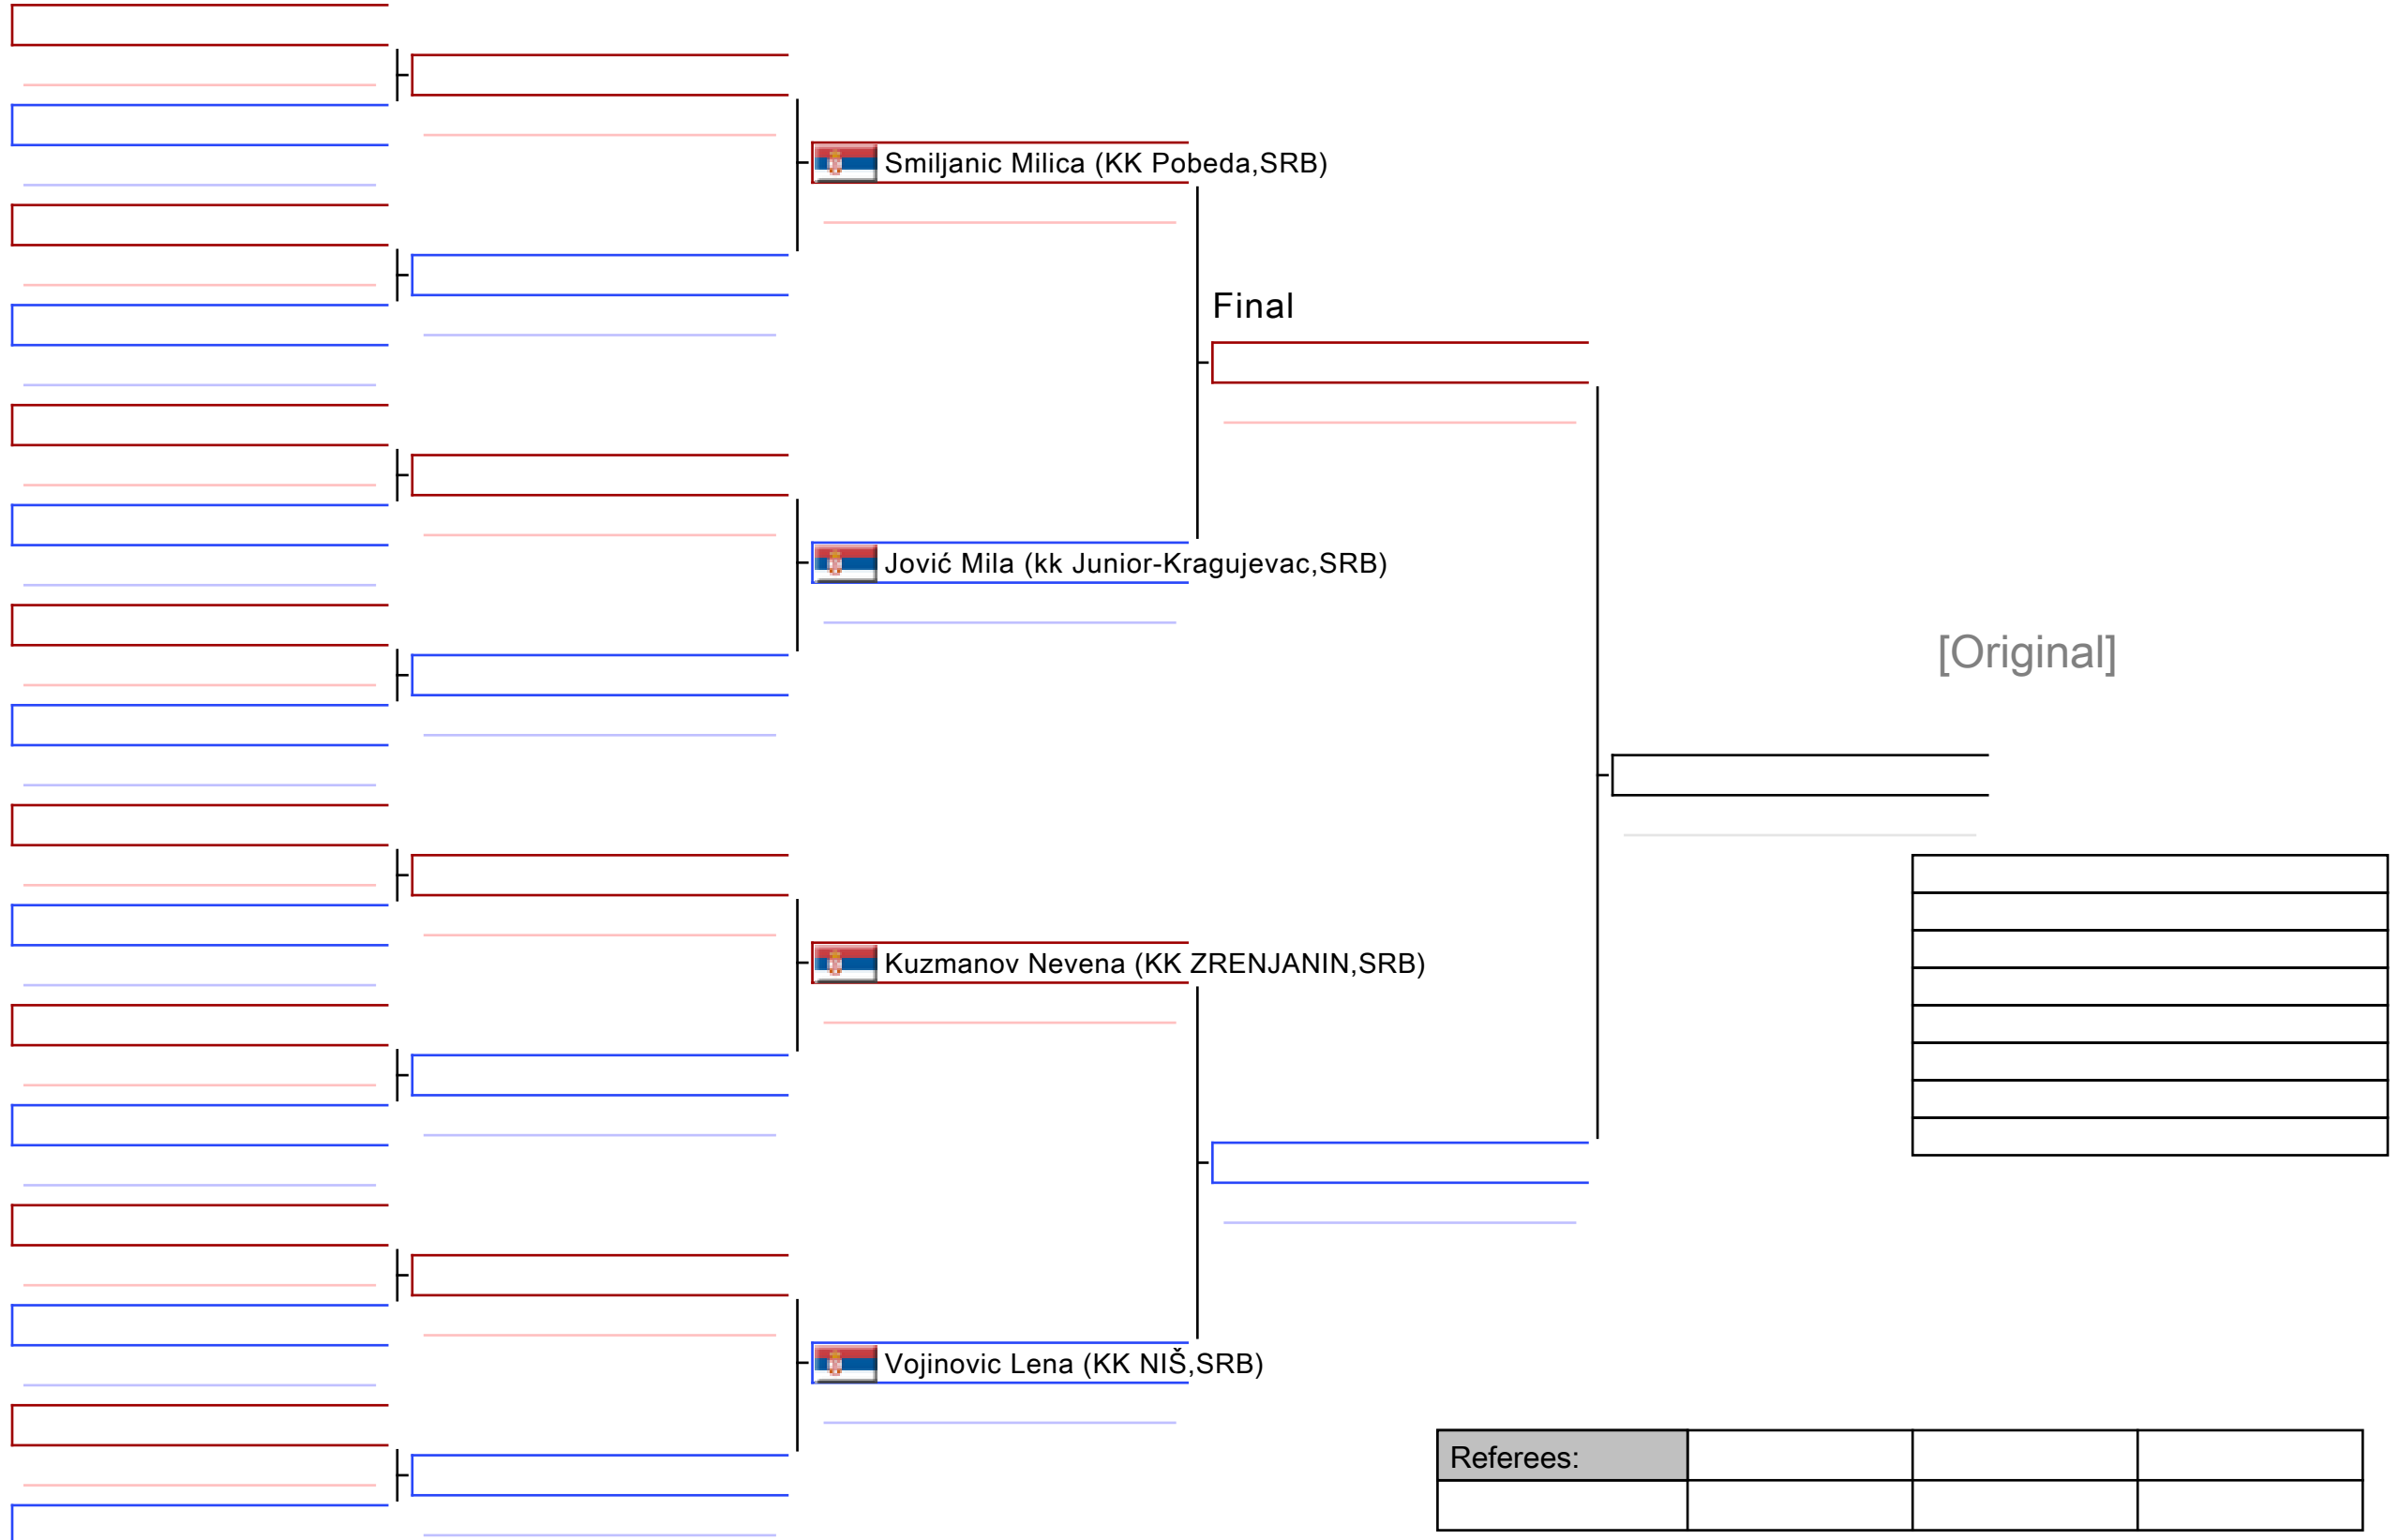 Smiljanic Milica (KK Pobeda,SRB)
Final
Jović Mila (kk Junior-Kragujevac,SRB)
[Original]
Kuzmanov Nevena (KK ZRENJANIN,SRB)
Vojinovic Lena (KK NIŠ,SRB)
Referees: